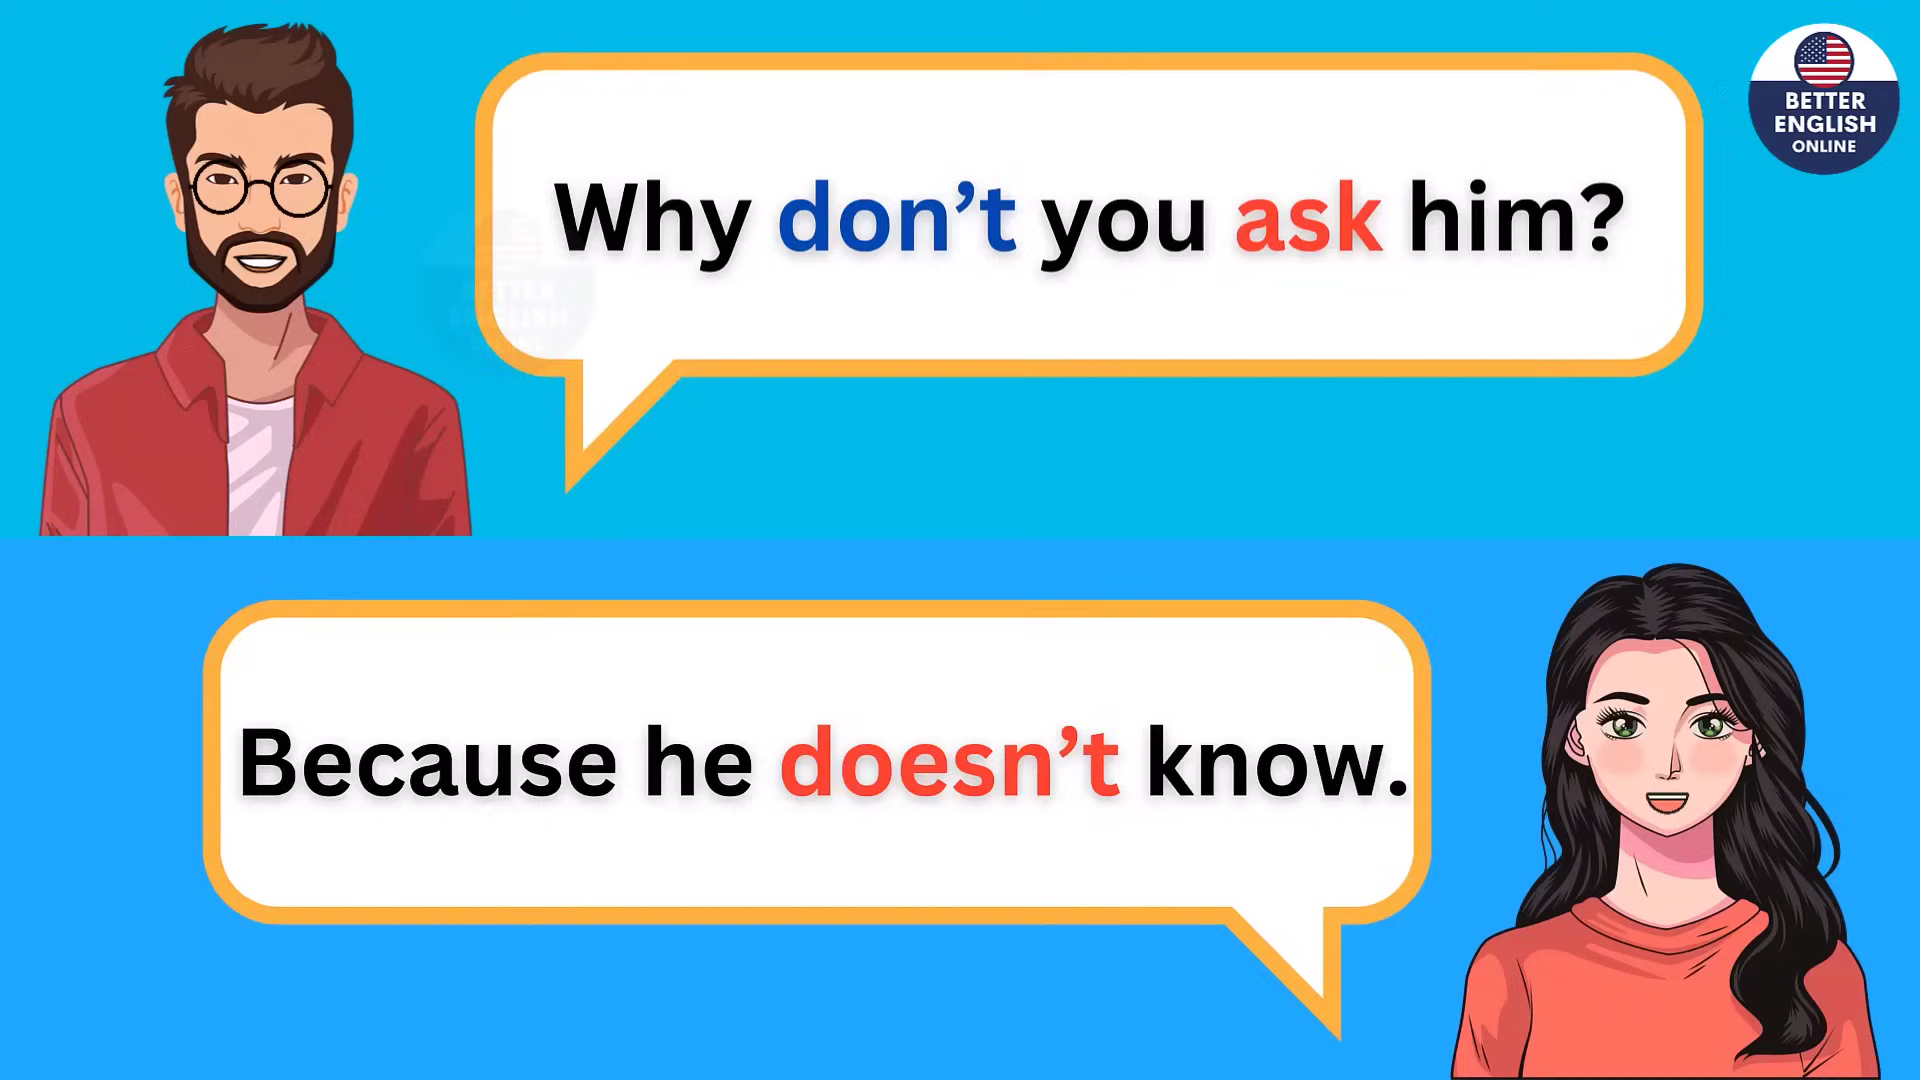 Why don’t you ask him?
BETTER
ENGLISH
ONLINE
Because he doesn’t know.